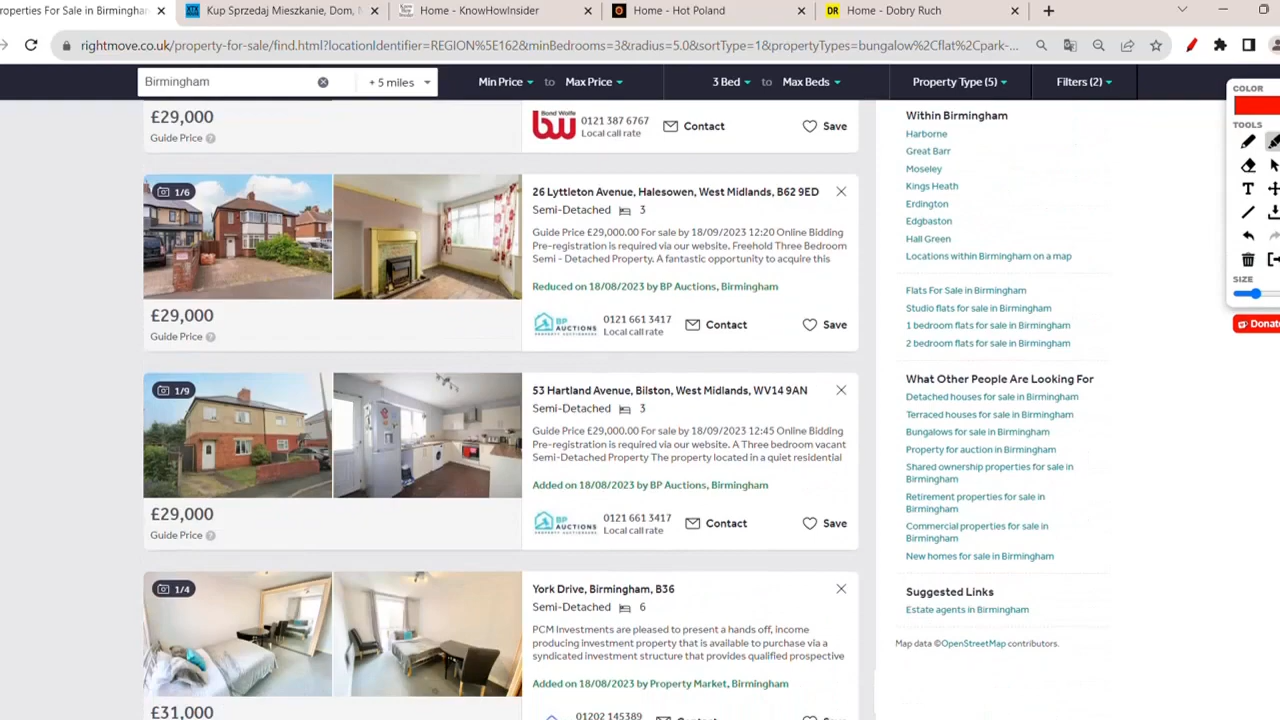 roperties For Sale in Birminghan
Kup Sprzedaj Mieszkanie, Dom, M
Home - KnowHowInsider
Home - Hot Poland
DR Home - Dobry Ruch
rightmove.co.uk/property-for-sale/find.html?locationIdentifier=REGION%5E162&minBedrooms=3&radius=5.0&sortType=1&propertyTypes=bungalow%2Cflat%2Cpark-...
Birmingham
+ 5 miles
Min Price to Max Price
3 Bed to Max Beds
Property Type (5)
Filters (2)
£29,000
Guide Price
bw
Bond Wolfe
0121 387 6767
Local call rate
Contact
Save
1/6
£29,000
Guide Price
26 Lyttleton Avenue, Halesowen, West Midlands, B62 9ED
Semi-Detached 3
Guide Price £29,000.00 For sale by 18/09/2023 12:20 Online Bidding
Pre-registration is required via our website. Freehold Three Bedroom
Semi - Detached Property. A fantastic opportunity to acquire this
Reduced on 18/08/2023 by BP Auctions, Birmingham
BP AUCTIONS
0121 661 3417
Local call rate
Contact
Save
1/9
£29,000
Guide Price
53 Hartland Avenue, Bilston, West Midlands, WV14 9AN
Semi-Detached 3
Guide Price £29,000.00 For sale by 18/09/2023 12:45 Online Bidding
Pre-registration is required via our website. A Three bedroom vacant
Semi-Detached Property The property located in a quiet residential
Added on 18/08/2023 by BP Auctions, Birmingham
BP AUCTIONS
0121 661 3417
Local call rate
Contact
Save
1/4
£31,000
York Drive, Birmingham, B36
Semi-Detached 6
PCM Investments are pleased to present a hands off, income
producing investment property that is available to purchase via a
syndicated investment structure that provides qualified prospective
Added on 18/08/2023 by Property Market, Birmingham
01202 145389
Contact
Save
Within Birmingham
Harborne
Great Barr
Moseley
Kings Heath
Erdington
Edgbaston
Hall Green
Locations within Birmingham on a map
Flats For Sale in Birmingham
Studio flats for sale in Birmingham
1 bedroom flats for sale in Birmingham
2 bedroom flats for sale in Birmingham
What Other People Are Looking For
Detached houses for sale in Birmingham
Terraced houses for sale in Birmingham
Bungalows for sale in Birmingham
Property for auction in Birmingham
Shared ownership properties for sale in
Birmingham
Retirement properties for sale in
Birmingham
Commercial properties for sale in
Birmingham
New homes for sale in Birmingham
Suggested Links
Estate agents in Birmingham
Map data ©OpenStreetMap contributors.
COLOR
TOOLS
T
SIZE
Donate